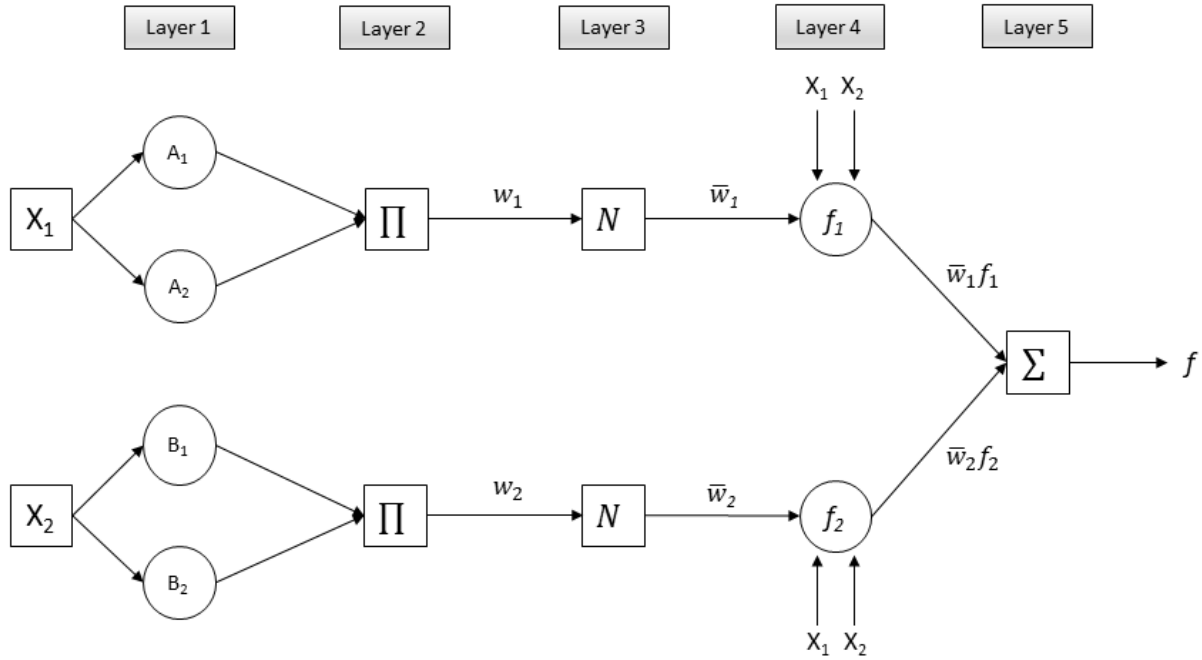 Layer 1 Layer 2 Layer 3 Layer 4 Layer 5
X₁ X₂
A₁
X₁ ∏ w₁ N w̅₁ f₁
A₂
w̅₁f₁
∑ f
B₁
w̅₂f₂
X₂ ∏ w₂ N w̅₂ f₂
B₂
X₁ X₂